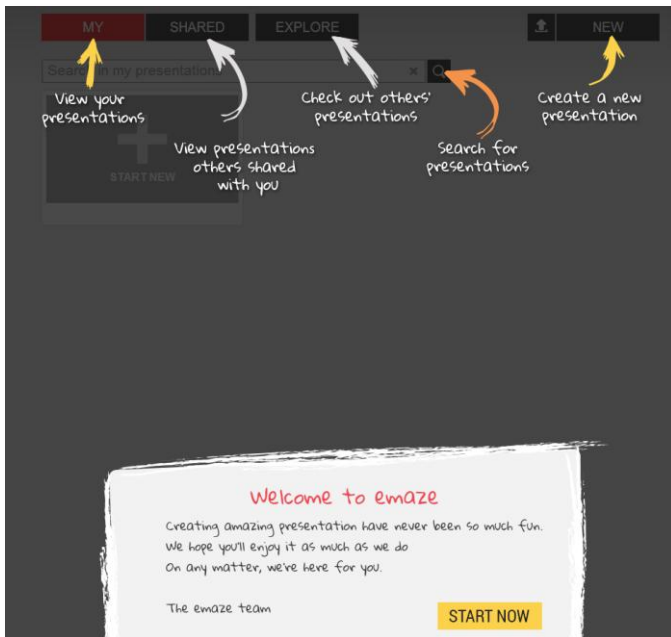 MY SHARED EXPLORE NEW
Search in my presentations
View your
presentations
Check out others'
presentations
Create a new
presentation
View presentations
others shared
with you
Search for
presentations
START NEW
Welcome to emaze
Creating amazing presentation have never been so much fun.
We hope you'll enjoy it as much as we do
On any matter, we're here for you.
The emaze team
START NOW